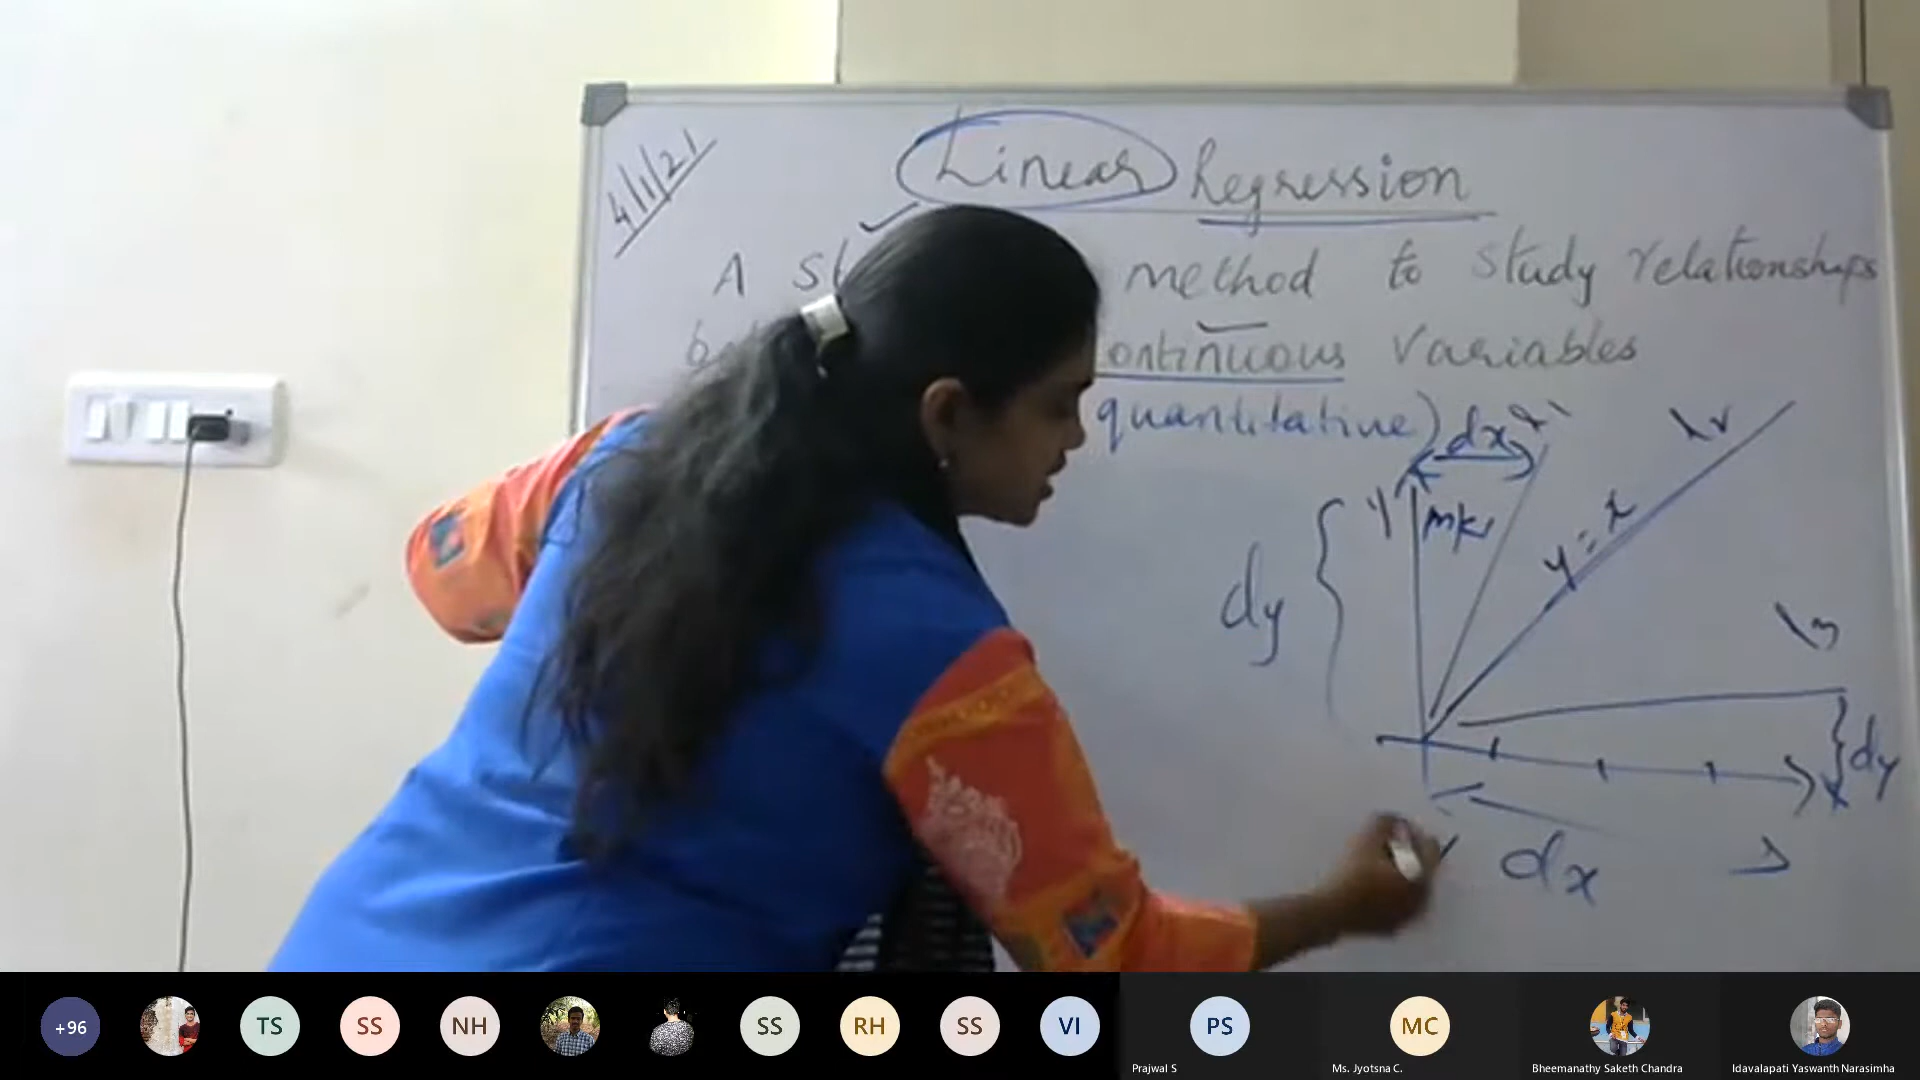 4/1/21
Linear Regression
A method to study relationships
continuous variables
quantitative)
dx
y
y = x
dy
dy
dx
+96
TS
SS
NH
SS
RH
SS
VI
PS
MC
Prajwal S
Ms. Jyotsna C.
Bheemanathy Saketh Chandra
Idavalapati Yaswanth Narasimha